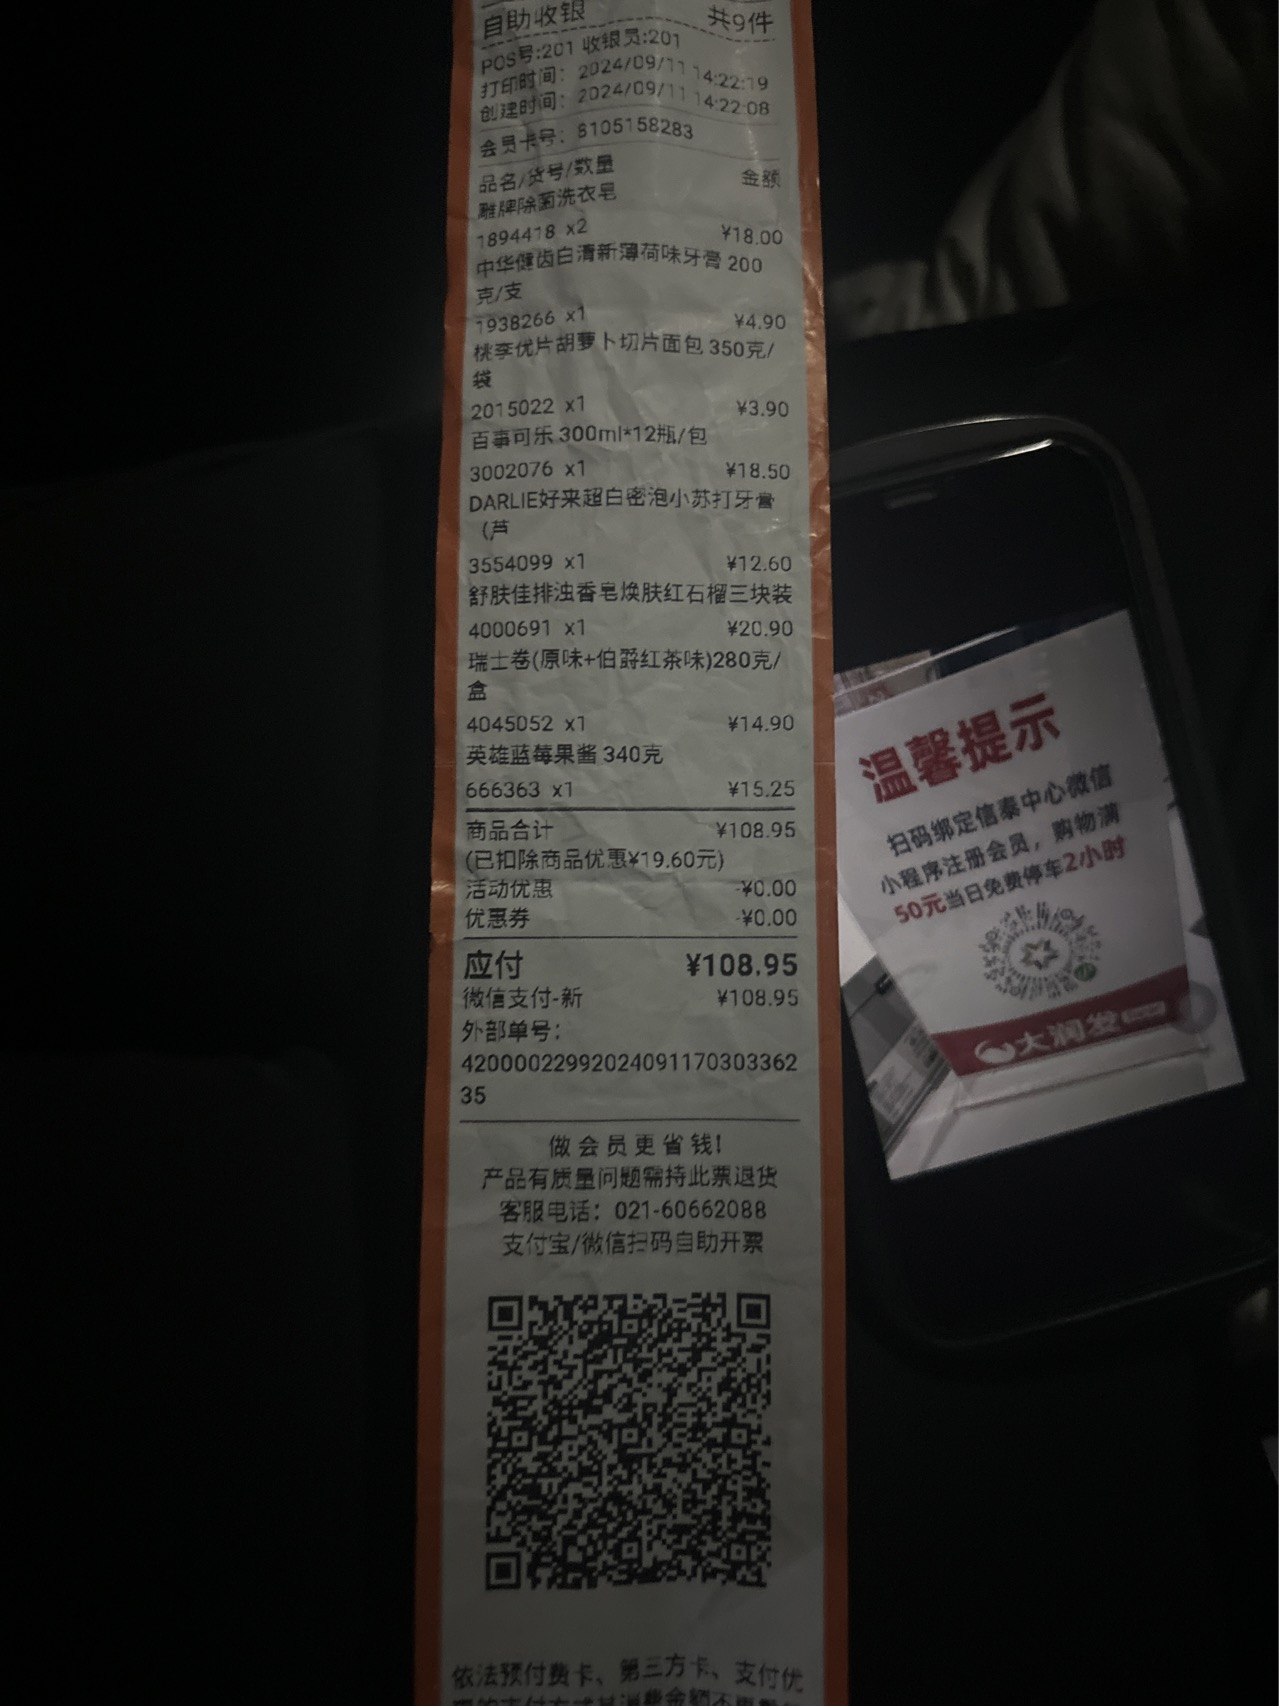 自助收银 共9件
POS号:201 收银员:201
打印时间: 2024/09/11 14:22:19
创建时间: 2024/09/11 14:22:08
会员卡号: 8105158283
品名/货号/数量 金额
雕牌除菌洗衣皂
1894418 x2 ¥18.00
中华健齿白清新薄荷味牙膏 200
克/支
1938266 x1 ¥4.90
桃李优片胡萝卜切片面包 350克/
袋
2015022 x1 ¥3.90
百事可乐 300ml*12瓶/包
3002076 x1 ¥18.50
DARLIE好来超白密泡小苏打牙膏
(芦
3554099 x1 ¥12.60
舒肤佳排浊香皂焕肤红石榴三块装
4000691 x1 ¥20.90
瑞士卷(原味+伯爵红茶味)280克/
盒
4045052 x1 ¥14.90
英雄蓝莓果酱 340克
666363 x1 ¥15.25
商品合计 ¥108.95
(已扣除商品优惠¥19.60元)
活动优惠 -¥0.00
优惠券 -¥0.00
应付 ¥108.95
微信支付-新 ¥108.95
外部单号:
42000022992024091170303362
35
做会员更省钱!
产品有质量问题需持此票退货
客服电话: 021-60662088
支付宝/微信扫码自助开票
依法预付费卡、第三方卡、支付优
温馨提示
扫码绑定信泰中心微信
小程序注册会员，购物满
50元当日免费停车2小时
大润发